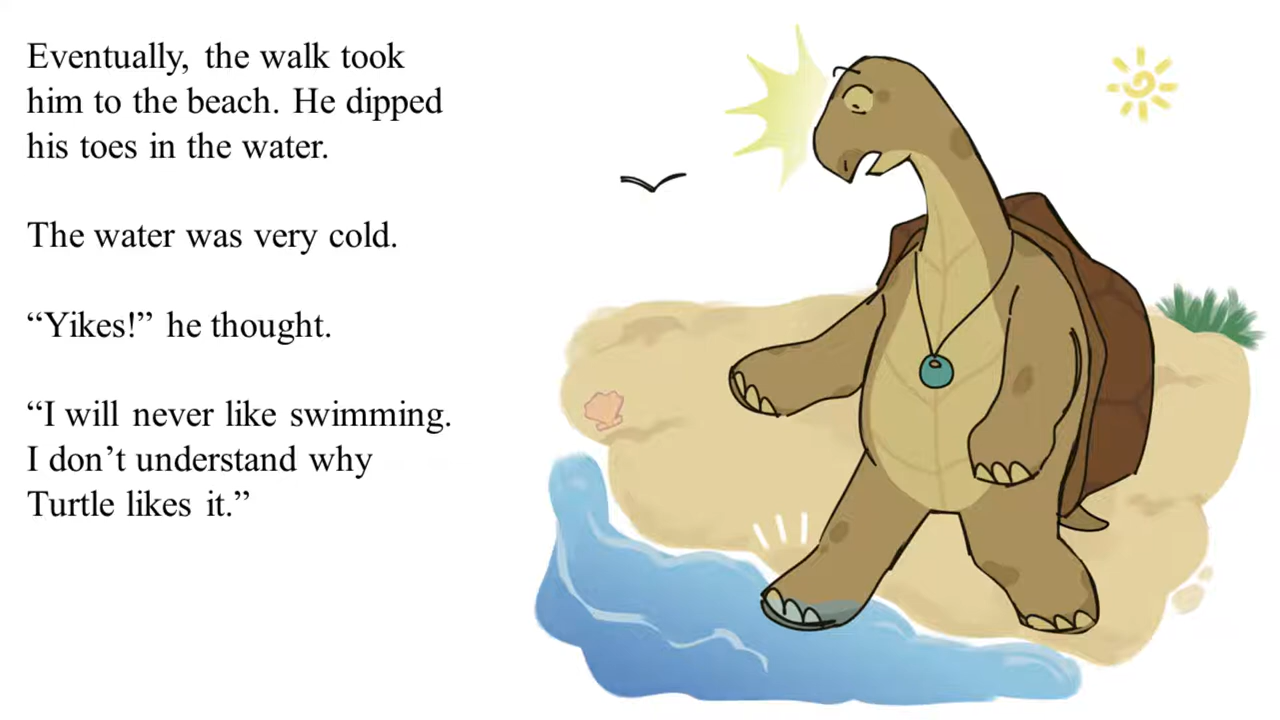 Eventually, the walk took
him to the beach. He dipped
his toes in the water.
The water was very cold.
“Yikes!” he thought.
“I will never like swimming.
I don’t understand why
Turtle likes it.”